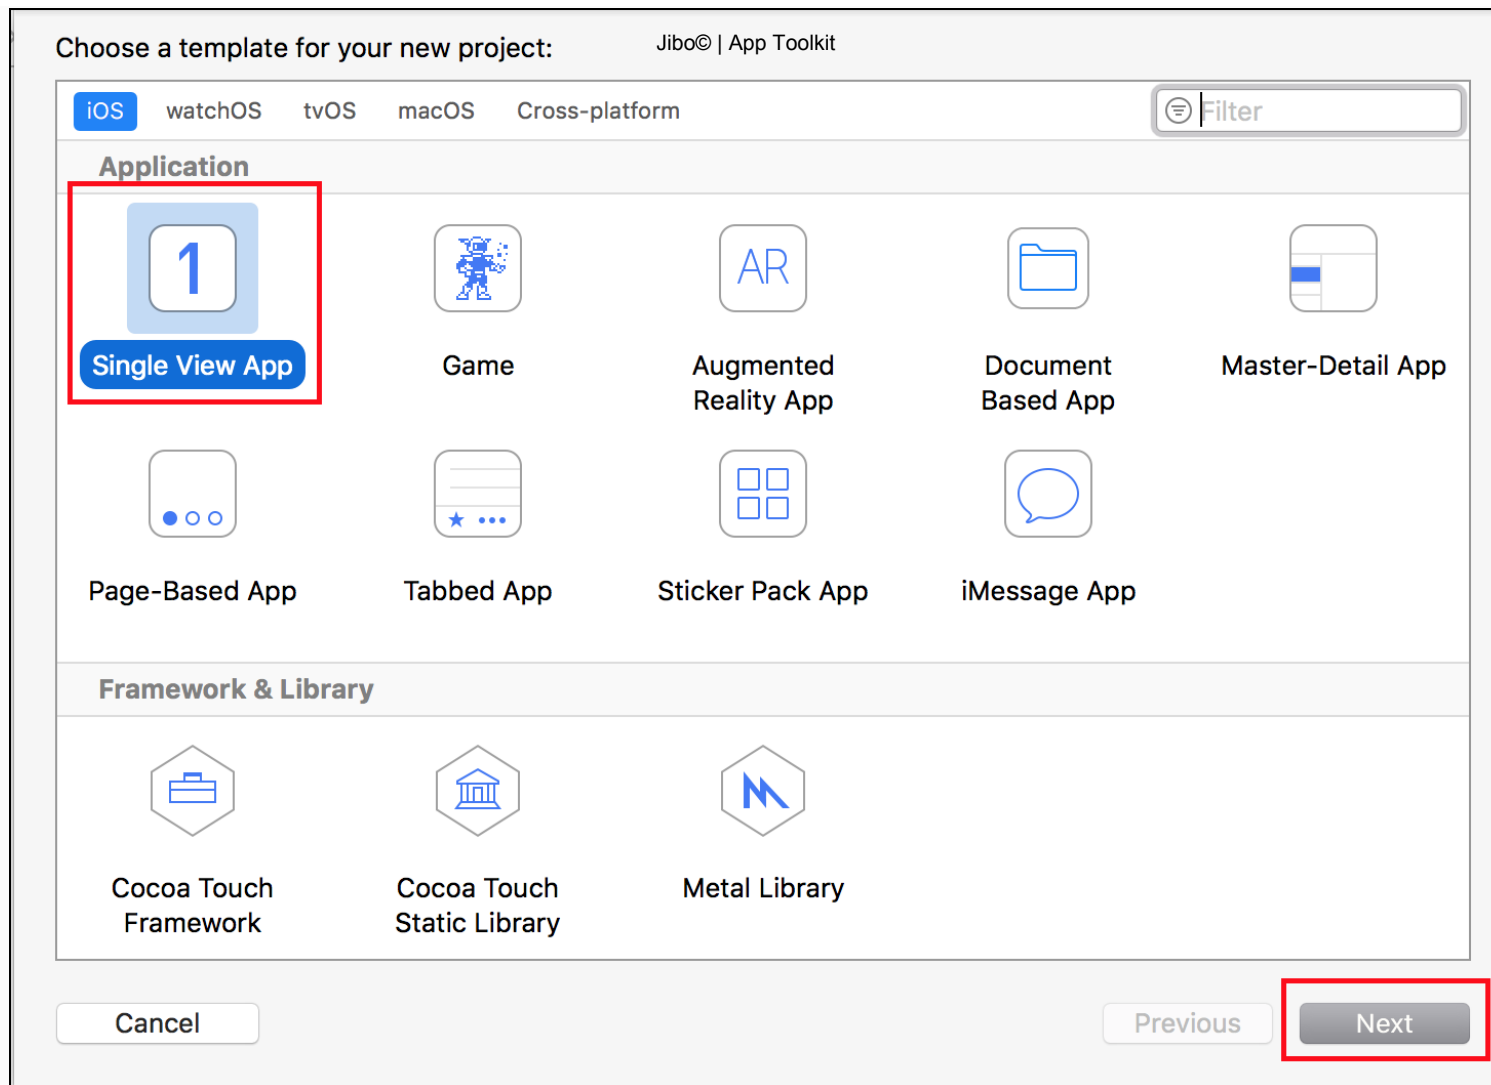 Choose a template for your new project:
Jibo© | App Toolkit
iOS watchOS tvOS macOS Cross-platform
Filter
Application
1
AR
Single View App
Game
Augmented
Reality App
Document
Based App
Master-Detail App
Page-Based App
Tabbed App
Sticker Pack App
iMessage App
Framework & Library
Cocoa Touch
Framework
Cocoa Touch
Static Library
Metal Library
Cancel
Previous
Next